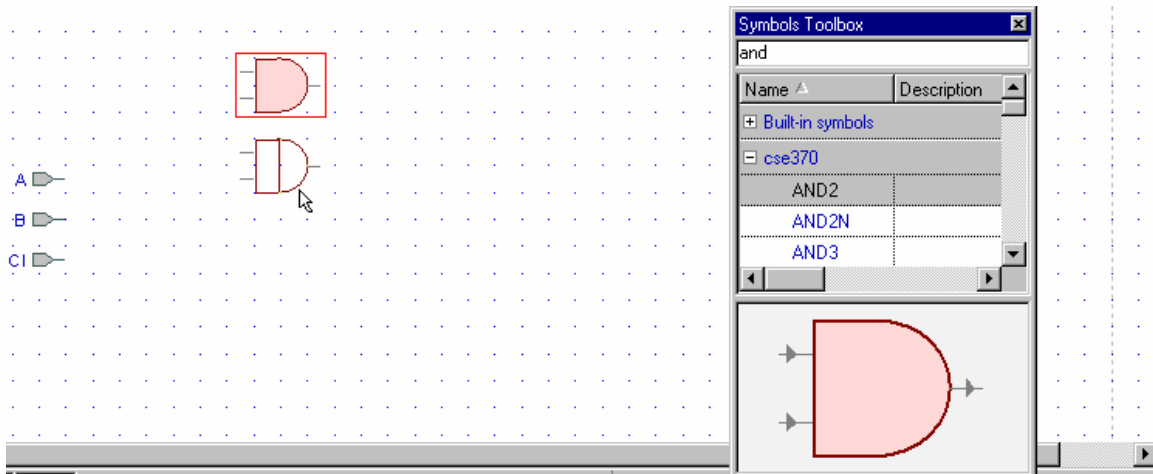 Symbols Toolbox
and
Name Description
Built-in symbols
cse370
AND2
AND2N
AND3
A
B
CI